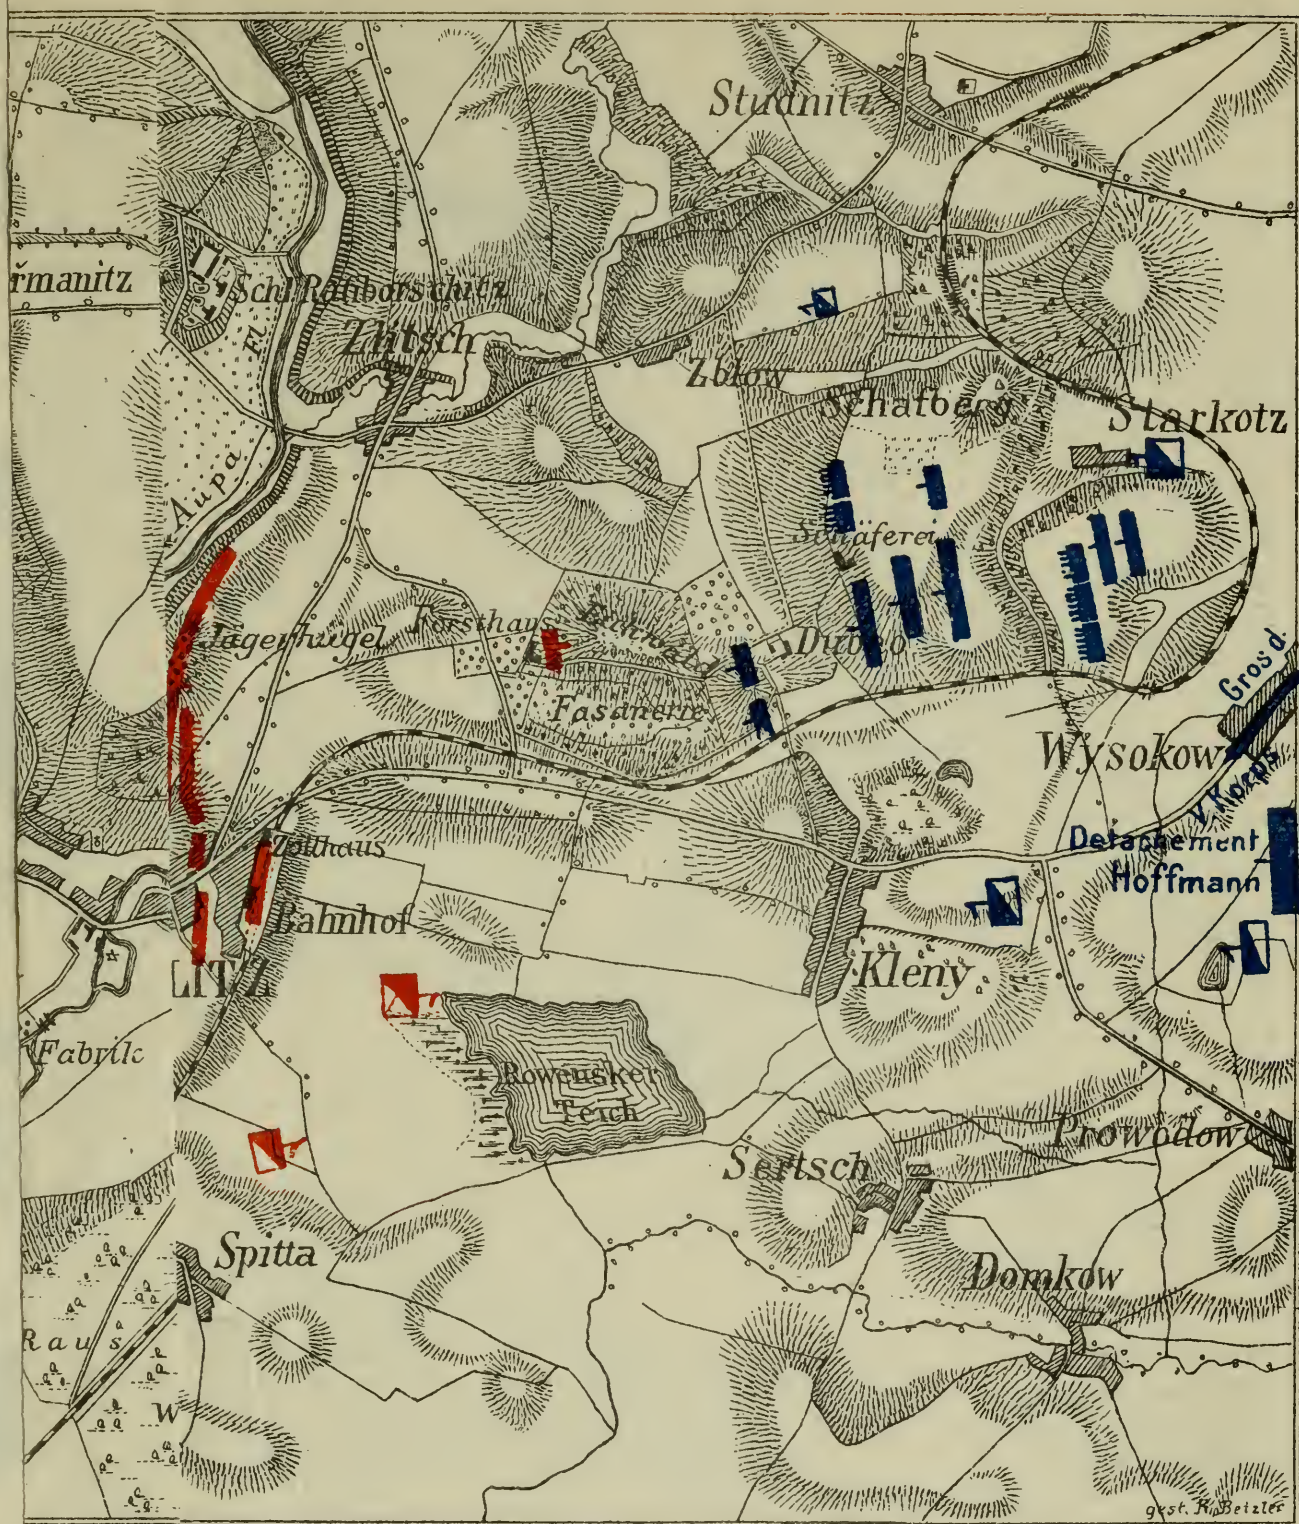 Studnitz
řmanitz
Schl. Ratiborschitz
Zlitsch
Fl.
Aupa
Zblow
Schafberg
Starkotz
Schäferei
Jägerhügel
Forsthaus
Eichwald
Dubno
Fasanerie
Gros d.
V. Korps
Wysokow
Detachement
Hoffmann
Zollhaus
Bahnhof
LITZ
Kleny
Fabrik
Rowensker
Teich
Prowodow
Sertsch
Spitta
Domkow
Raus
W
gest. R. Betzler